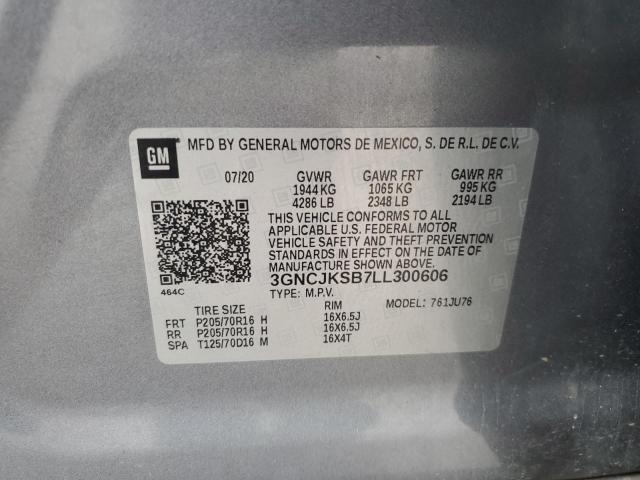 GM MFD BY GENERAL MOTORS DE MEXICO, S. DE R.L. DE C.V.
07/20 GVWR GAWR FRT GAWR RR
1944 KG 1065 KG 995 KG
4286 LB 2348 LB 2194 LB
THIS VEHICLE CONFORMS TO ALL
APPLICABLE U.S. FEDERAL MOTOR
VEHICLE SAFETY AND THEFT PREVENTION
STANDARDS IN EFFECT ON THE DATE OF
MANUFACTURE SHOWN ABOVE.
3GNCJKSB7LL300606
464C TYPE: M.P.V. MODEL: 761JU76
TIRE SIZE RIM
FRT P205/70R16 H 16X6.5J
RR P205/70R16 H 16X6.5J
SPA T125/70D16 M 16X4T